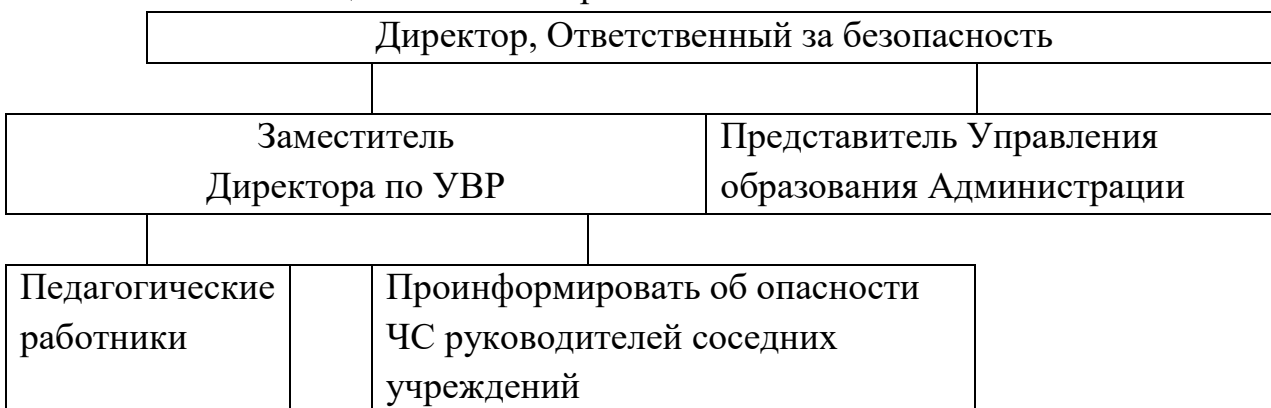 Директор, Ответственный за безопасность
Заместитель
Директора по УВР
Представитель Управления
образования Администрации
Педагогические
работники
Проинформировать об опасности
ЧС руководителей соседних
учреждений